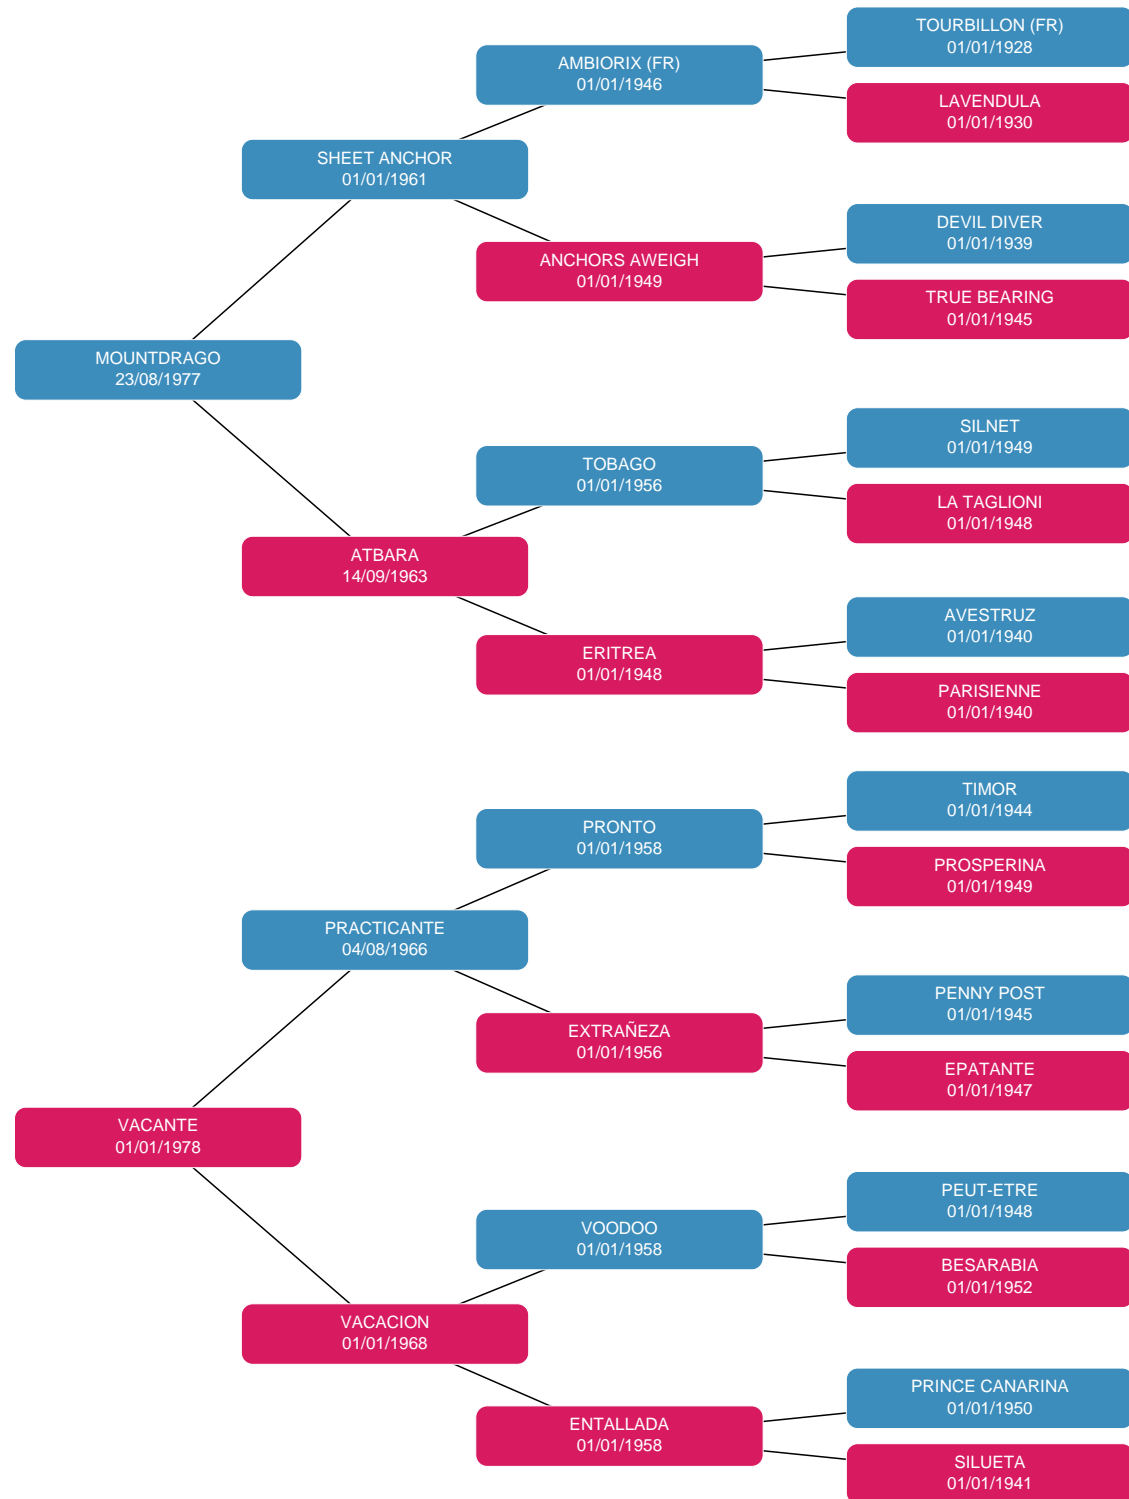 TOURBILLON (FR)
01/01/1928
AMBIORIX (FR)
01/01/1946
LAVENDULA
01/01/1930
SHEET ANCHOR
01/01/1961
DEVIL DIVER
01/01/1939
ANCHORS AWEIGH
01/01/1949
TRUE BEARING
01/01/1945
MOUNTDRAGO
23/08/1977
SILNET
01/01/1949
TOBAGO
01/01/1956
LA TAGLIONI
01/01/1948
ATBARA
14/09/1963
AVESTRUZ
01/01/1940
ERITREA
01/01/1948
PARISIENNE
01/01/1940
TIMOR
01/01/1944
PRONTO
01/01/1958
PROSPERINA
01/01/1949
PRACTICANTE
04/08/1966
PENNY POST
01/01/1945
EXTRAÑEZA
01/01/1956
EPATANTE
01/01/1947
VACANTE
01/01/1978
PEUT-ETRE
01/01/1948
VOODOO
01/01/1958
BESARABIA
01/01/1952
VACACION
01/01/1968
PRINCE CANARINA
01/01/1950
ENTALLADA
01/01/1958
SILUETA
01/01/1941